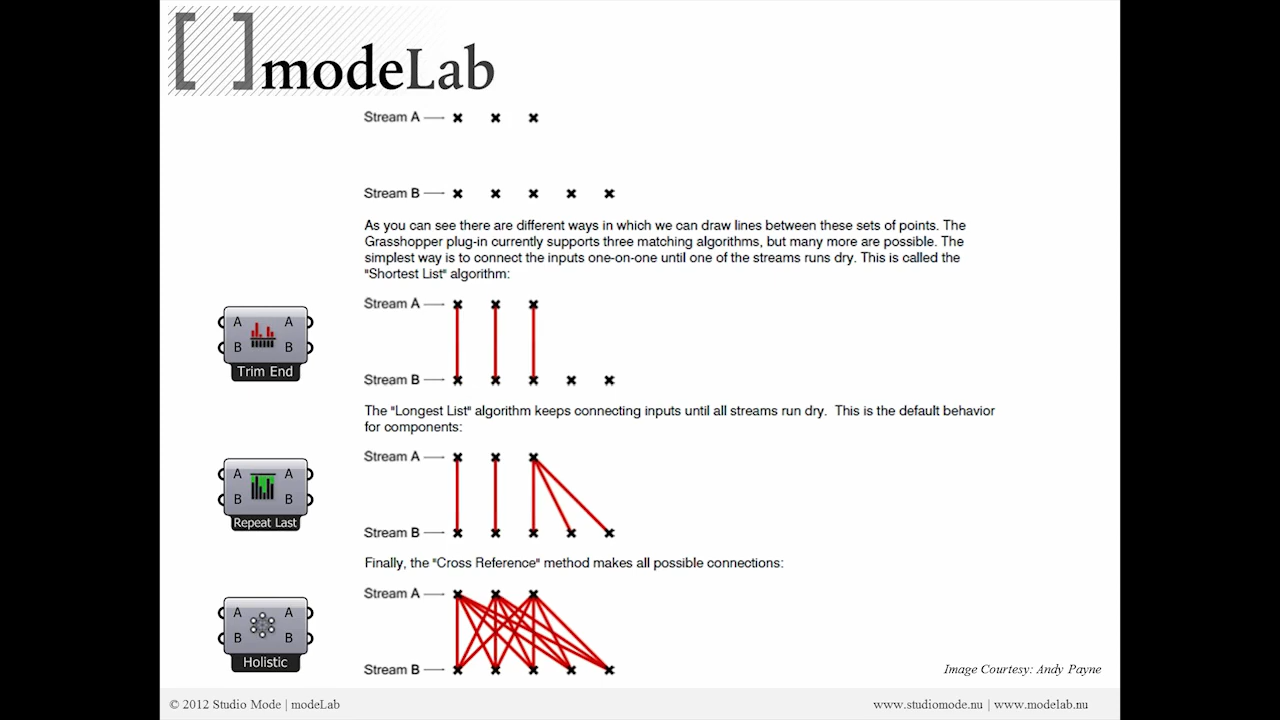 [ ] modeLab
Stream A
Stream B
As you can see there are different ways in which we can draw lines between these sets of points. The
Grasshopper plug-in currently supports three matching algorithms, but many more are possible. The
simplest way is to connect the inputs one-on-one until one of the streams runs dry. This is called the
"Shortest List" algorithm:
A A
B B
Trim End
Stream A
Stream B
The "Longest List" algorithm keeps connecting inputs until all streams run dry.  This is the default behavior
for components:
A A
B B
Repeat Last
Stream A
Stream B
Finally, the "Cross Reference" method makes all possible connections:
A A
B B
Holistic
Stream A
Stream B
Image Courtesy: Andy Payne
© 2012 Studio Mode | modeLab
www.studiomode.nu | www.modelab.nu